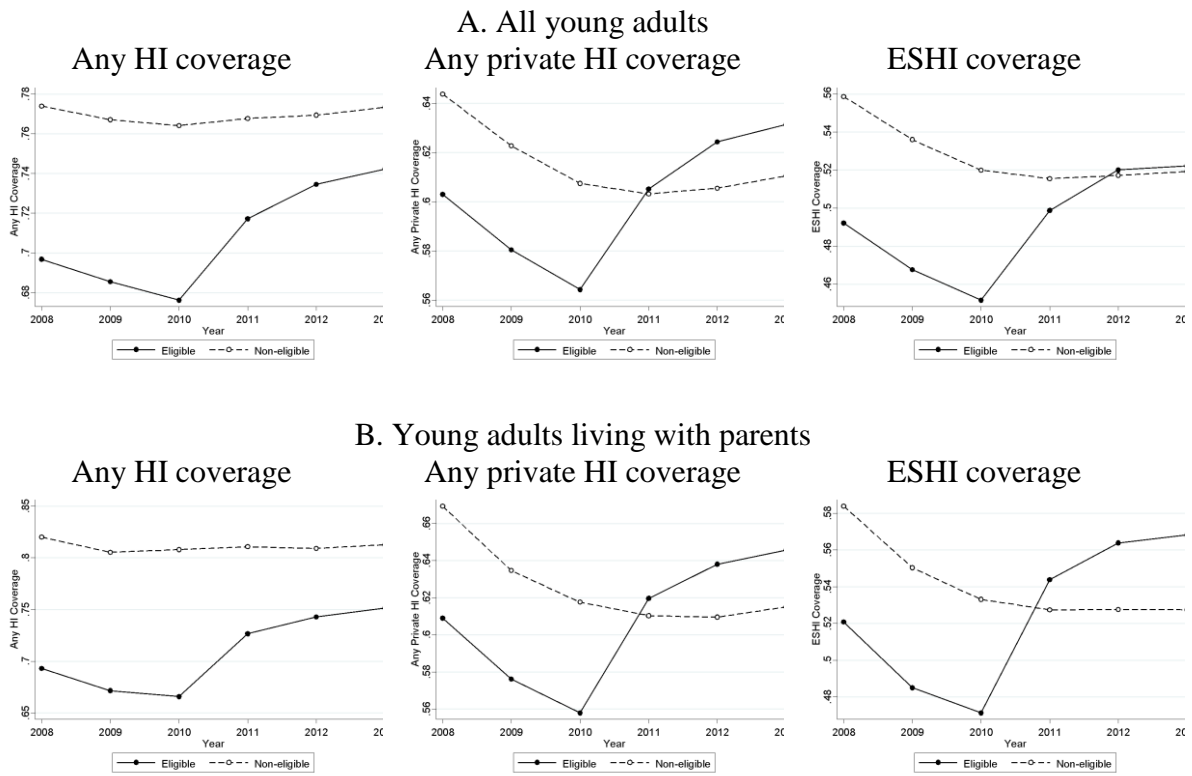 A. All young adults
Any HI coverage
Any private HI coverage
ESHI coverage
Any HI Coverage
.78
.76
.74
.72
.7
.68
2008 2009 2010 2011 2012 20
Year
Eligible Non-eligible
Any Private HI Coverage
.64
.62
.6
.58
.56
2008 2009 2010 2011 2012 20
Year
Eligible Non-eligible
ESHI Coverage
.56
.54
.52
.5
.48
.46
2008 2009 2010 2011 2012 20
Year
Eligible Non-eligible
B. Young adults living with parents
Any HI coverage
Any private HI coverage
ESHI coverage
Any HI Coverage
.85
.8
.75
.7
.65
2008 2009 2010 2011 2012 20
Year
Eligible Non-eligible
Any Private HI Coverage
.66
.64
.62
.6
.58
.56
2008 2009 2010 2011 2012 20
Year
Eligible Non-eligible
ESHI Coverage
.58
.56
.54
.52
.5
.48
2008 2009 2010 2011 2012 20
Year
Eligible Non-eligible